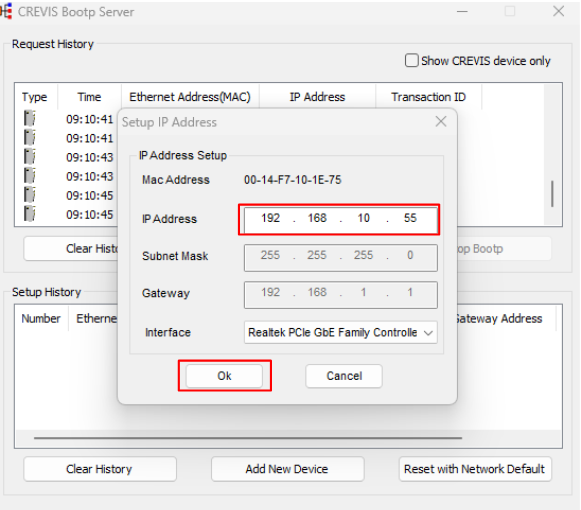 CREVIS Bootp Server
Request History
Show CREVIS device only
Type Time Ethernet Address(MAC) IP Address Transaction ID
09:10:41
09:10:41
09:10:43
09:10:43
09:10:45
09:10:45
Setup IP Address
IP Address Setup
Mac Address 00-14-F7-10-1E-75
IP Address 192 . 168 . 10 . 55
Subnet Mask 255 . 255 . 255 . 0
Gateway 192 . 168 . 1 . 1
Interface Realtek PCIe GbE Family Controlle
Ok Cancel
Clear Histo
op Bootp
Setup History
Number Etherne
ateway Address
Clear History Add New Device Reset with Network Default